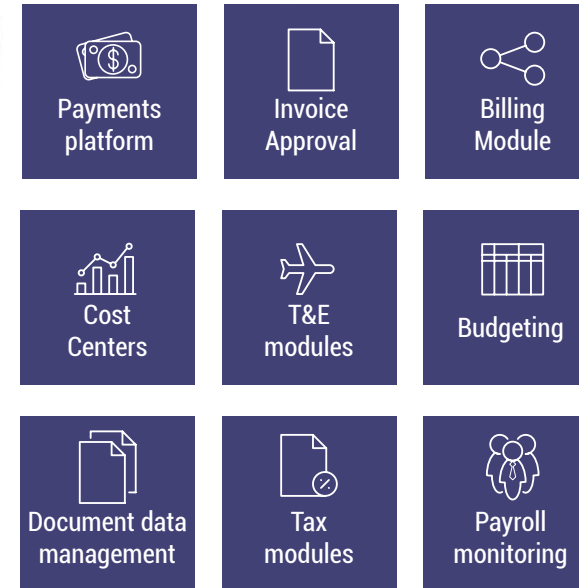 Payments
platform
Invoice
Approval
Billing
Module
Cost
Centers
T&E
modules
Budgeting
Document data
management
Tax
modules
Payroll
monitoring